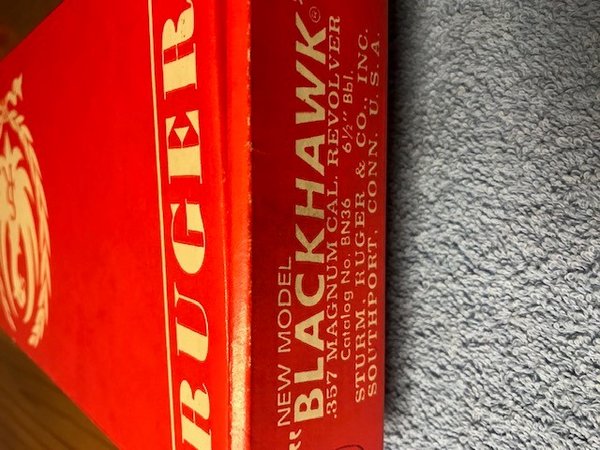 RUGER
NEW MODEL
BLACKHAWK®
.357 MAGNUM CAL. REVOLVER
Catalog No. BN36 6½" Bbl.
STURM, RUGER & CO., INC.
SOUTHPORT, CONN. U.S.A.